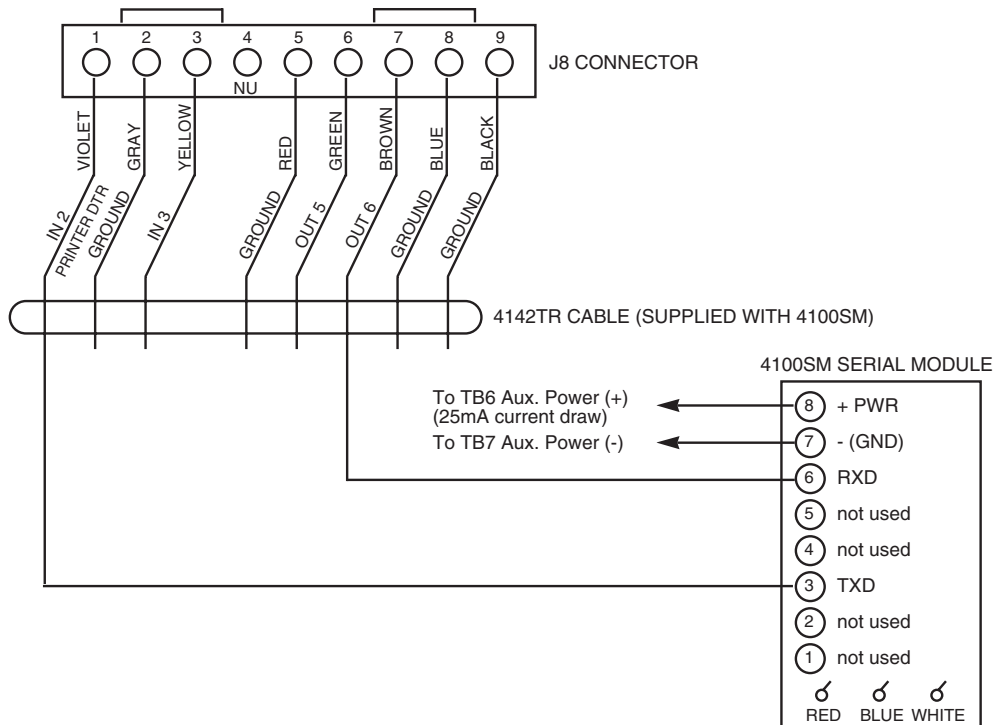 1 2 3 4 5 6 7 8 9
J8 CONNECTOR
NU
VIOLET
GRAY
YELLOW
RED
GREEN
BROWN
BLUE
BLACK
IN 2
PRINTER DTR
GROUND
IN 3
GROUND
OUT 5
OUT 6
GROUND
GROUND
4142TR CABLE (SUPPLIED WITH 4100SM)
4100SM SERIAL MODULE
To TB6 Aux. Power (+)
(25mA current draw)
To TB7 Aux. Power (-)
8 + PWR
7 - (GND)
6 RXD
5 not used
4 not used
3 TXD
2 not used
1 not used
RED BLUE WHITE